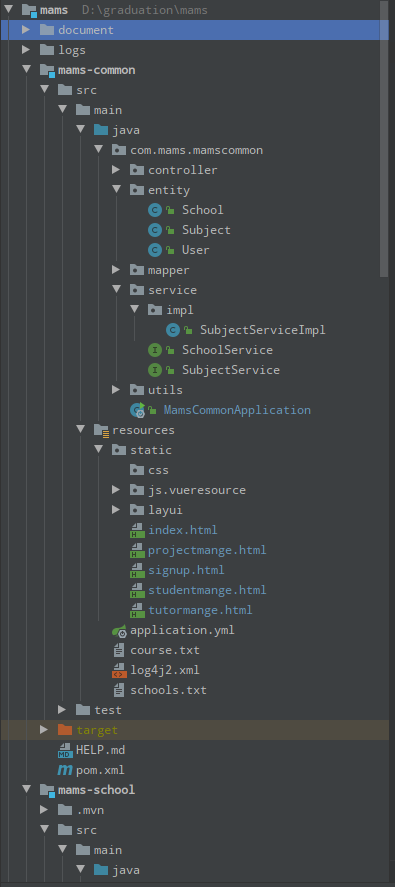 mams D:\graduation\mams
document
logs
mams-common
src
main
java
com.mams.mamscommon
controller
entity
School
Subject
User
mapper
service
impl
SubjectServiceImpl
SchoolService
SubjectService
utils
MamsCommonApplication
resources
static
css
js.vueresource
layui
index.html
projectmange.html
signup.html
studentmange.html
tutormange.html
application.yml
course.txt
log4j2.xml
schools.txt
test
target
HELP.md
pom.xml
mams-school
.mvn
src
main
java